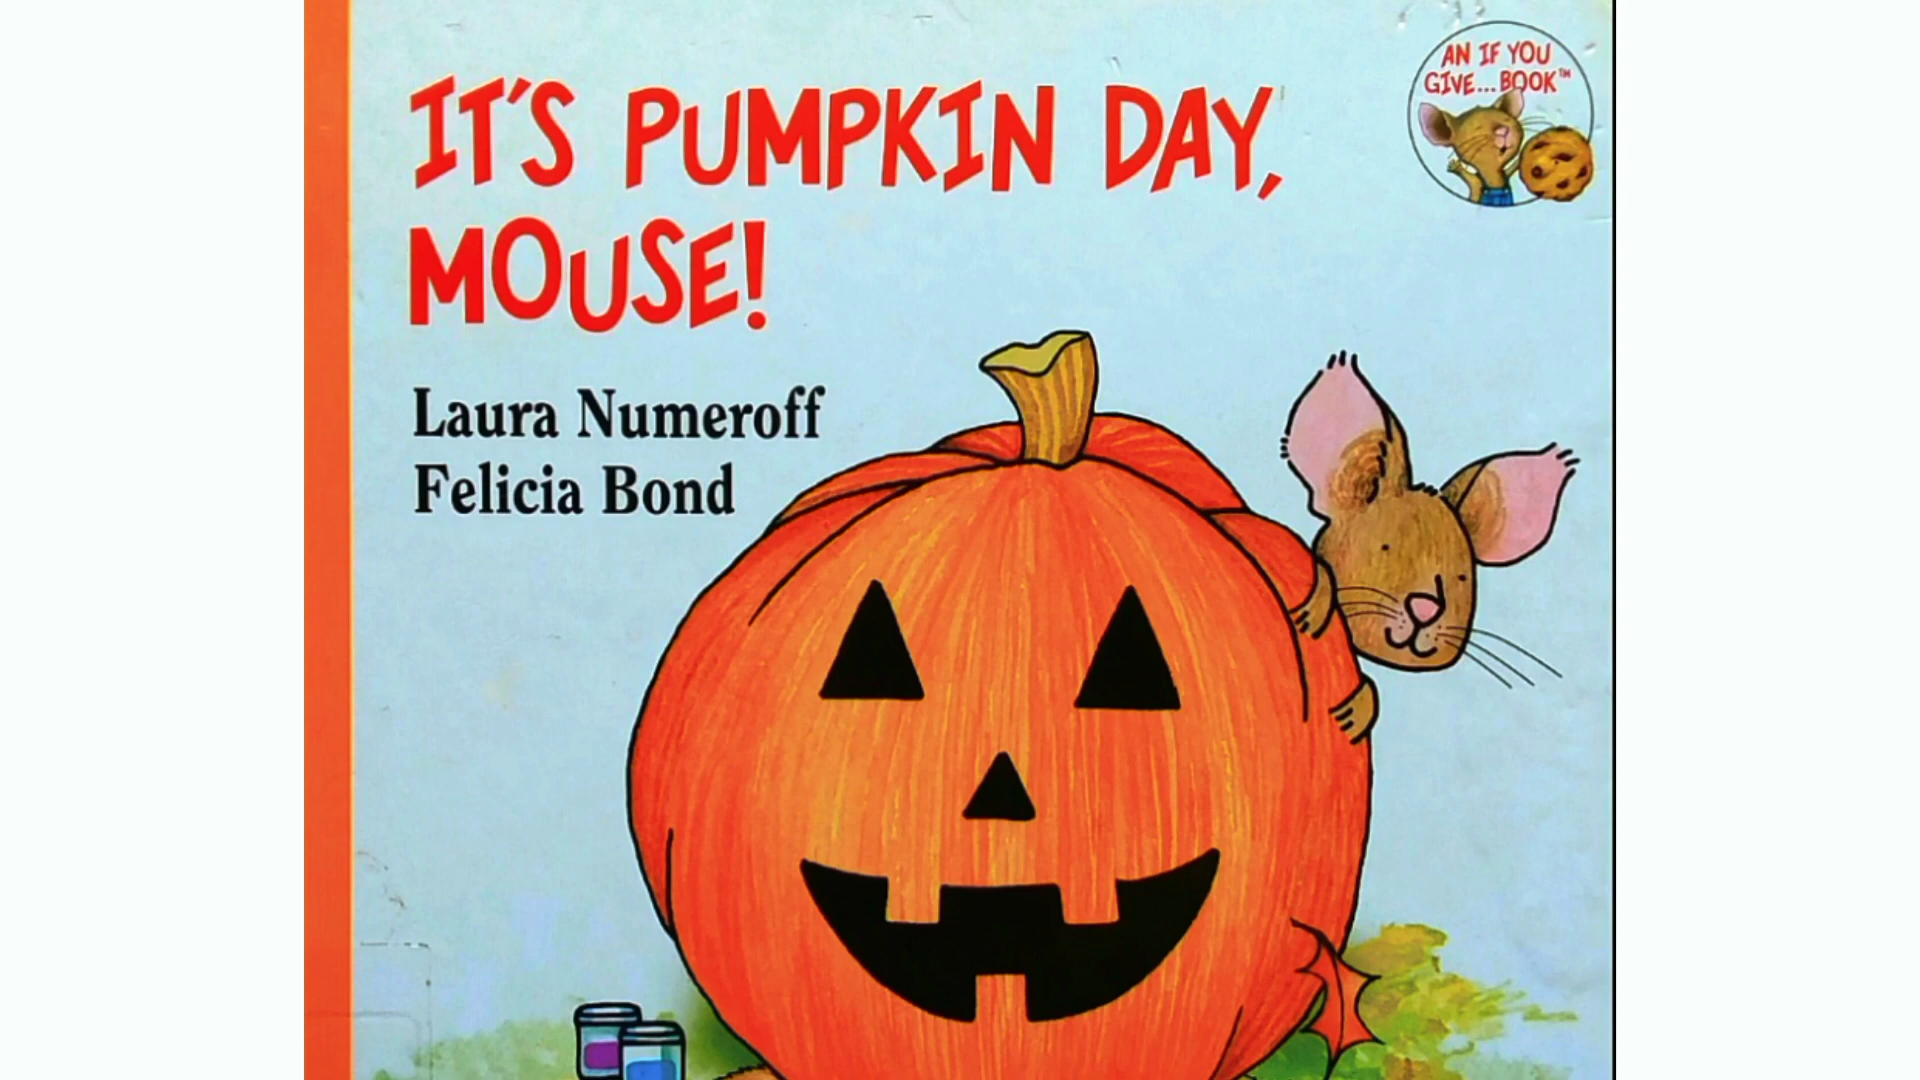 IT'S PUMPKIN DAY,
MOUSE!
Laura Numeroff
Felicia Bond
AN IF YOU
GIVE...BOOK™